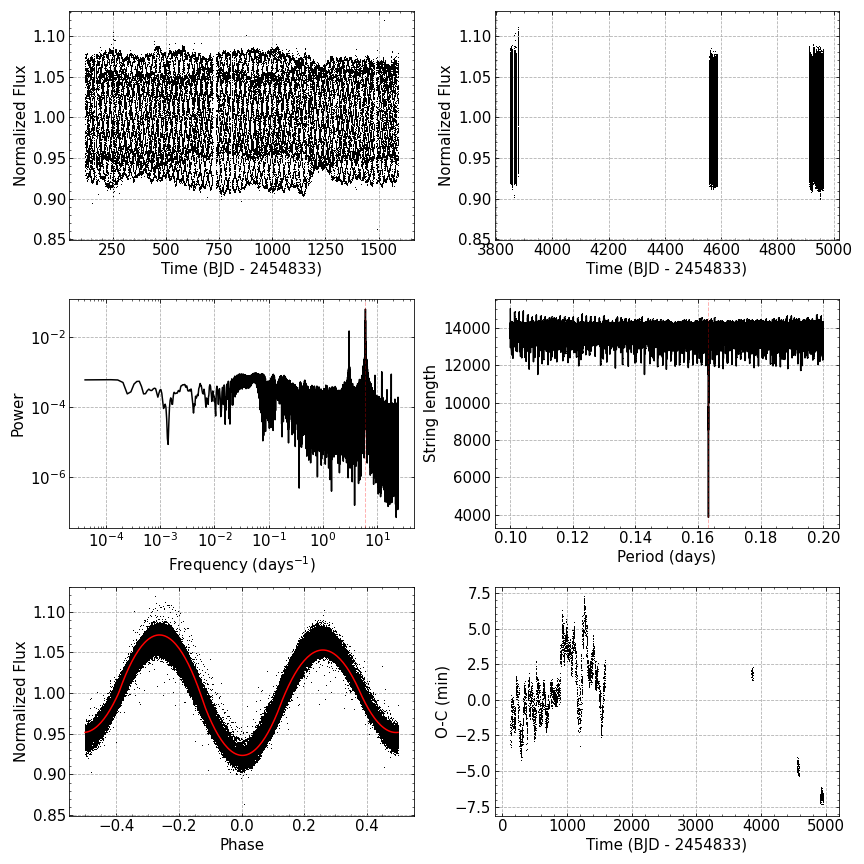 1.10
1.05
1.00
0.95
0.90
0.85
Normalized Flux
250 500 750 1000 1250 1500
Time (BJD - 2454833)
1.10
1.05
1.00
0.95
0.90
0.85
Normalized Flux
3800 4000 4200 4400 4600 4800 5000
Time (BJD - 2454833)
10⁻²
10⁻⁴
10⁻⁶
Power
10⁻⁴ 10⁻³ 10⁻² 10⁻¹ 10⁰ 10¹
Frequency (days⁻¹)
14000
12000
10000
8000
6000
4000
String length
0.10 0.12 0.14 0.16 0.18 0.20
Period (days)
1.10
1.05
1.00
0.95
0.90
0.85
Normalized Flux
−0.4 −0.2 0.0 0.2 0.4
Phase
7.5
5.0
2.5
0.0
−2.5
−5.0
−7.5
O-C (min)
0 1000 2000 3000 4000 5000
Time (BJD - 2454833)